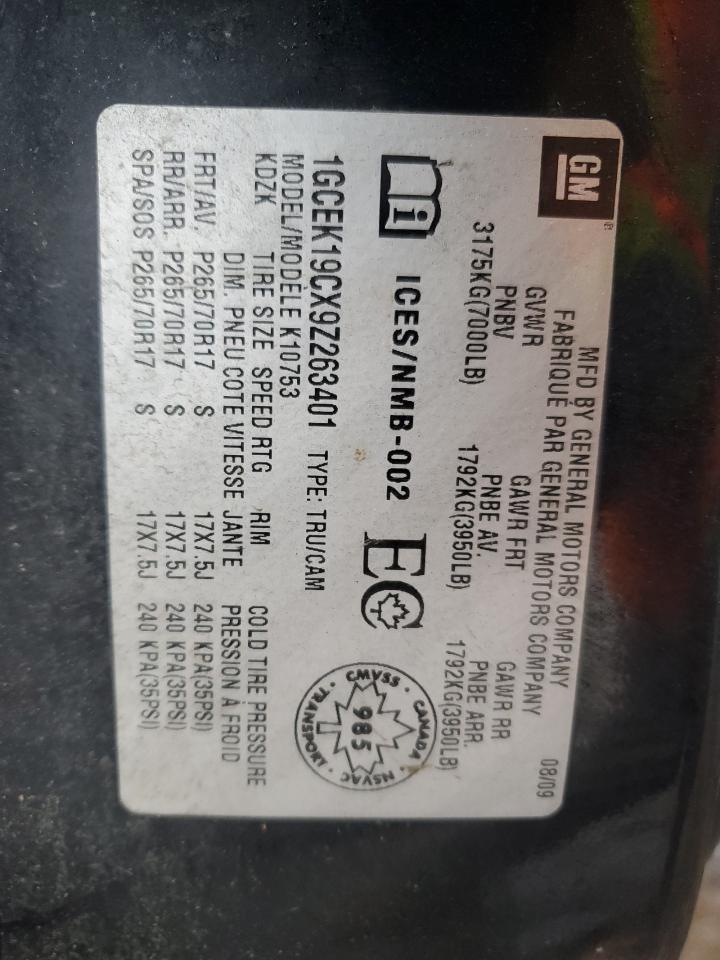 GM
MFD BY GENERAL MOTORS COMPANY
FABRIQUÉ PAR GENERAL MOTORS COMPANY
08/09
GVWR GAWR FRT GAWR RR
PNBV PNBE AV. PNBE ARR.
3175KG(7000LB) 1792KG(3950LB) 1792KG(3950LB)
i ICES/NMB-002 EC
CMVSS · CANADA · NSVAC · TRANSPORT ·
985
1GCEK19CX9Z263401 TYPE: TRU/CAM
MODEL/MODÈLE K10753
KDZK TIRE SIZE SPEED RTG RIM COLD TIRE PRESSURE
DIM. PNEU COTE VITESSE JANTE PRESSION À FROID
FRT/AV. P265/70R17 S 17X7.5J 240 KPA(35PSI)
RR/ARR. P265/70R17 S 17X7.5J 240 KPA(35PSI)
SPA/SOS P265/70R17 S 17X7.5J 240 KPA(35PSI)